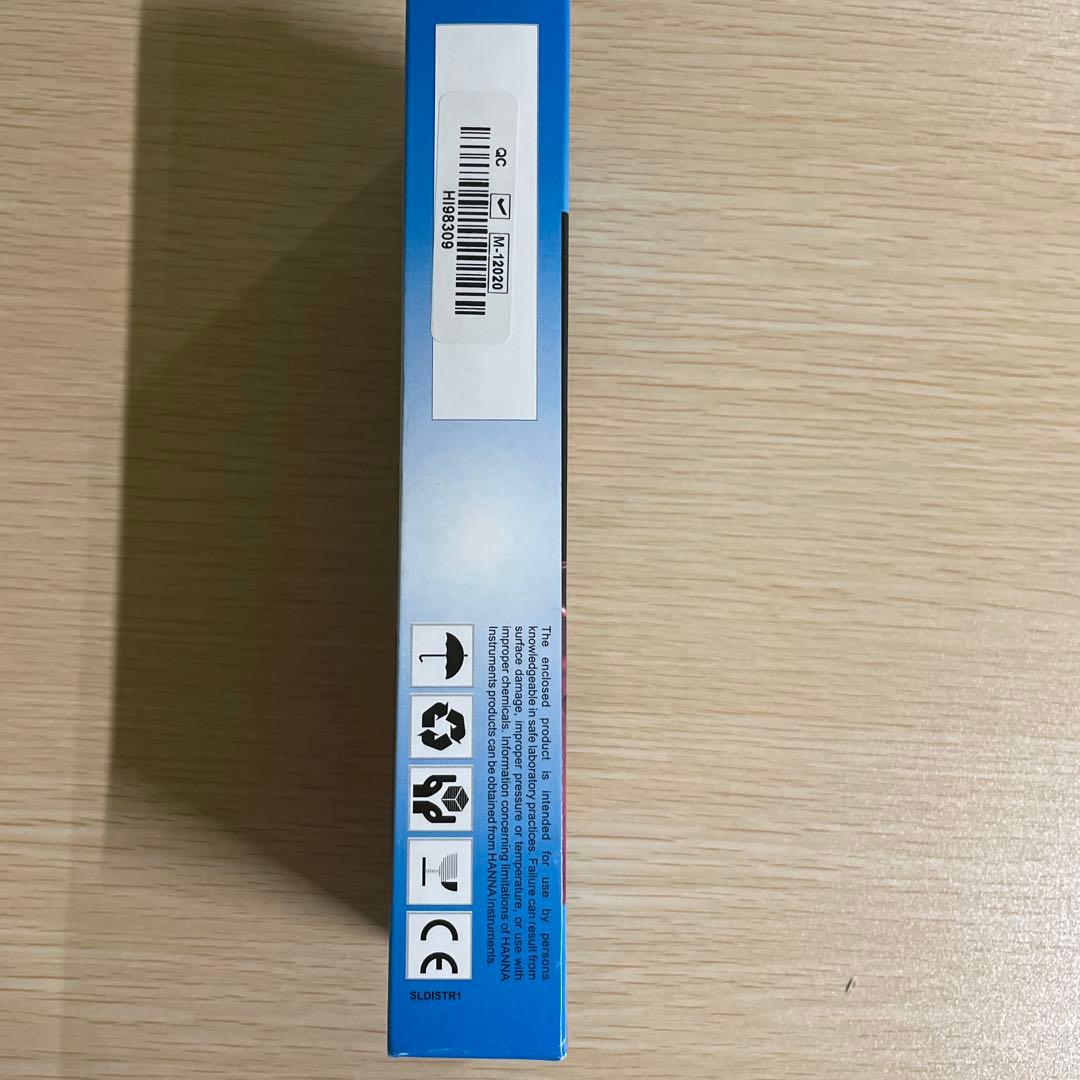 QC
M-12020
HI98309
The enclosed product is intended for use by persons
knowledgeable in safe laboratory practices. Failure can result from
surface damage, improper pressure or temperature, or use with
improper chemicals. Information concerning limitations of HANNA
Instruments products can be obtained from HANNA Instruments.
CE
SLDISTR1